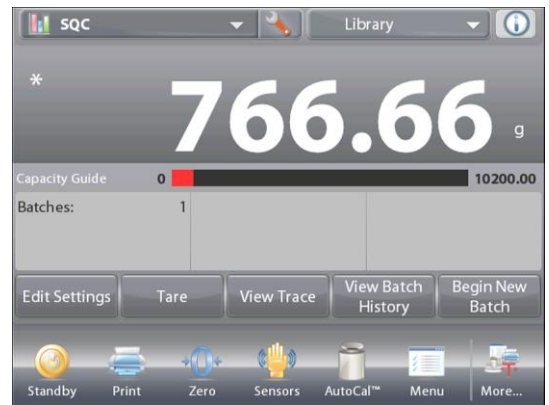 SQC Library
*
766.66 g
Capacity Guide 0 10200.00
Batches: 1
Edit Settings Tare View Trace View Batch History Begin New Batch
Standby Print Zero Sensors AutoCal™ Menu More...